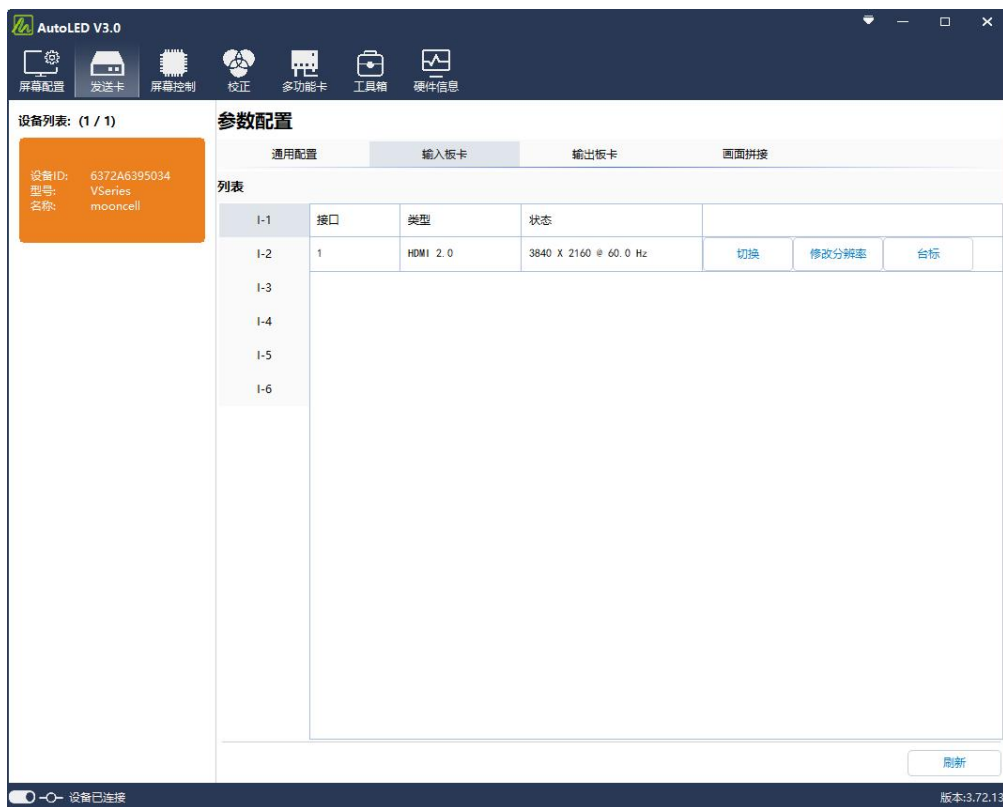 AutoLED V3.0
屏幕配置 发送卡 屏幕控制 校正 多功能卡 工具箱 硬件信息
设备列表: (1 / 1)
设备ID: 6372A6395034
型号: VSeries
名称: mooncell
参数配置
通用配置 输入板卡 输出板卡 画面拼接
列表
I-1 接口 类型 状态
I-2 1 HDMI 2.0 3840 X 2160 @ 60.0 Hz 切换 修改分辨率 台标
I-3
I-4
I-5
I-6
刷新
设备已连接 版本:3.72.13